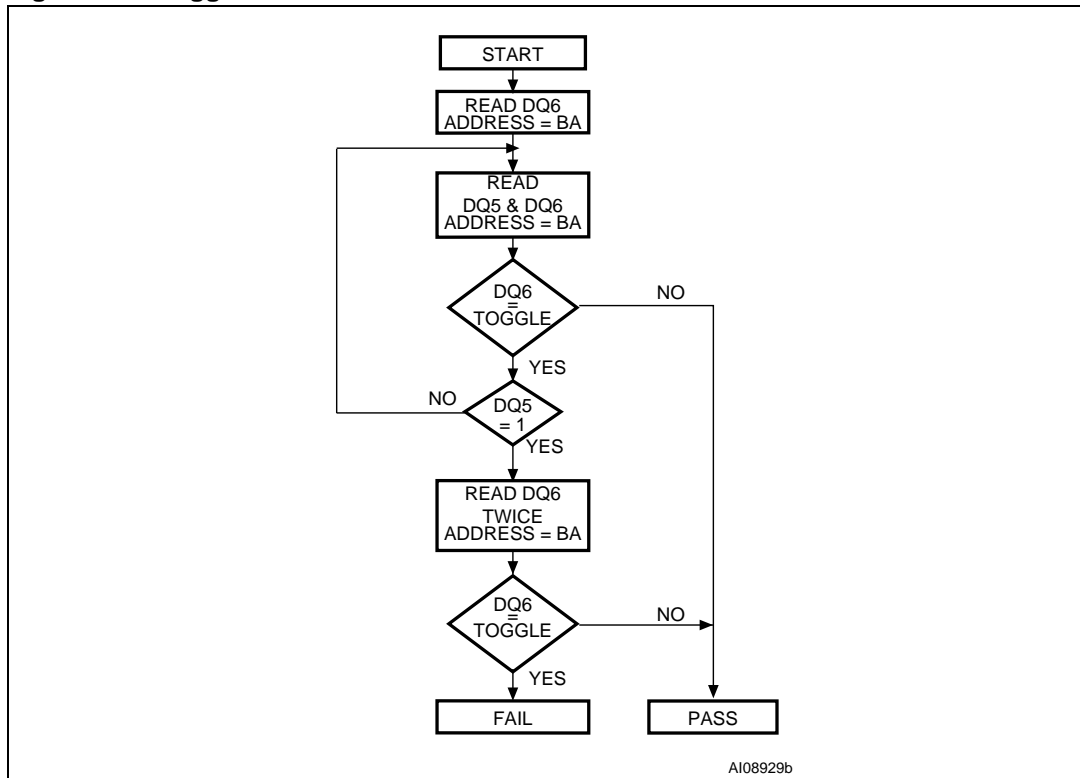 START
READ DQ6
ADDRESS = BA
READ
DQ5 & DQ6
ADDRESS = BA
DQ6
=
TOGGLE
NO
YES
NO
DQ5
= 1
YES
READ DQ6
TWICE
ADDRESS = BA
DQ6
=
TOGGLE
NO
YES
FAIL
PASS
AI08929b